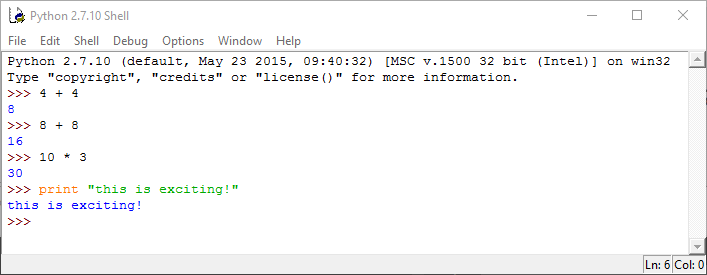 Python 2.7.10 Shell
File Edit Shell Debug Options Window Help
Python 2.7.10 (default, May 23 2015, 09:40:32) [MSC v.1500 32 bit (Intel)] on win32
Type "copyright", "credits" or "license()" for more information.
>>> 4 + 4
8
>>> 8 + 8
16
>>> 10 * 3
30
>>> print "this is exciting!"
this is exciting!
>>>
Ln: 6 Col: 0